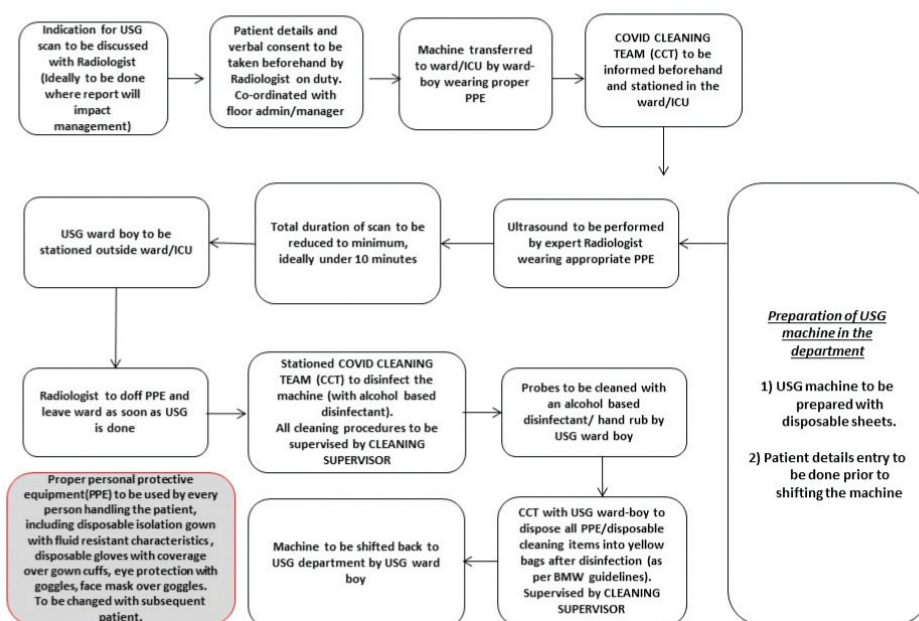 Indication for USG
scan to be discussed
with Radiologist
(Ideally to be done
where report will
impact
management)
Patient details and
verbal consent to be
taken beforehand by
Radiologist on duty.
Co-ordinated with
floor admin/manager
Machine transferred
to ward/ICU by ward-
boy wearing proper
PPE
COVID CLEANING
TEAM (CCT) to be
informed beforehand
and stationed in the
ward/ICU
Preparation of USG
machine in the
department
1) USG machine to be
prepared with
disposable sheets.
2) Patient details entry to
be done prior to
shifting the machine
Ultrasound to be performed
by expert Radiologist
wearing appropriate PPE
Total duration of scan to be
reduced to minimum,
ideally under 10 minutes
USG ward boy to be
stationed outside ward/ICU
Radiologist to doff PPE and
leave ward as soon as USG
is done
Stationed COVID CLEANING
TEAM (CCT) to disinfect the
machine (with alcohol based
disinfectant).
All cleaning procedures to be
supervised by CLEANING
SUPERVISOR
Probes to be cleaned with
an alcohol based
disinfectant/ hand rub by
USG ward boy
CCT with USG ward-boy to
dispose all PPE/disposable
cleaning items into yellow
bags after disinfection (as
per BMW guidelines).
Supervised by CLEANING
SUPERVISOR
Machine to be shifted back to
USG department by USG ward
boy
Proper personal protective
equipment(PPE) to be used by every
person handling the patient,
including disposable isolation gown
with fluid resistant characteristics ,
disposable gloves with coverage
over gown cuffs, eye protection with
goggles, face mask over goggles.
To be changed with subsequent
patient.